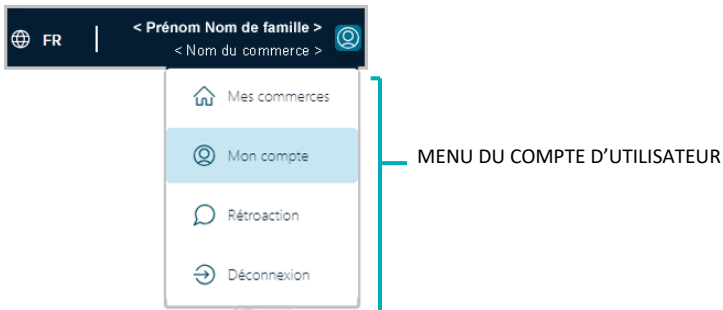 FR
< Prénom Nom de famille >
< Nom du commerce >
Mes commerces
Mon compte
MENU DU COMPTE D’UTILISATEUR
Rétroaction
Déconnexion